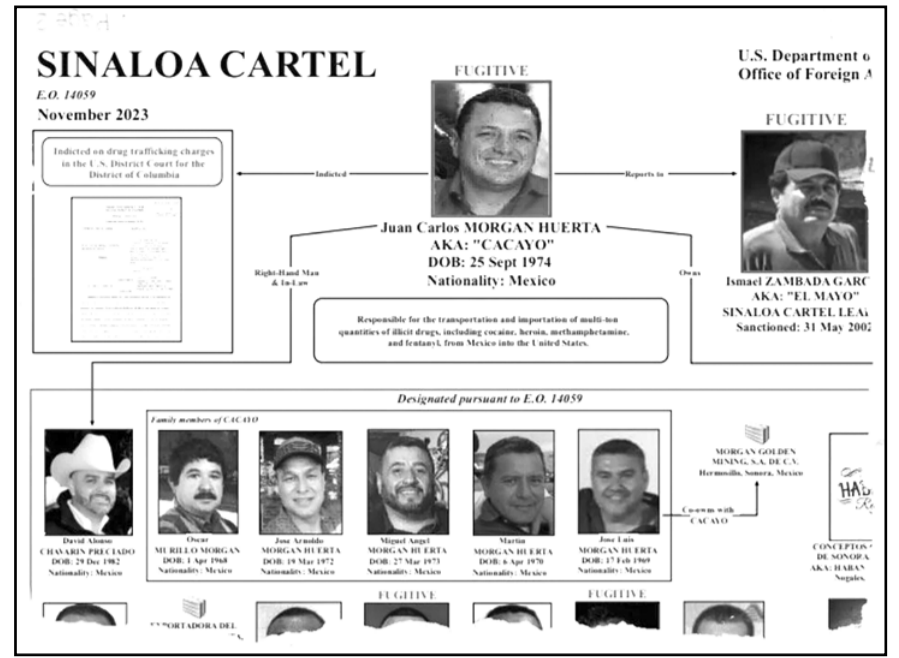 SINALOA CARTEL
E.O. 14059
November 2023
U.S. Department
Office of Foreign
Indicted on drug trafficking charges
in the U.S. District Court for the
District of Columbia
FUGITIVE
Indicted
Reports to
Juan Carlos MORGAN HUERTA
AKA: "CACAYO"
DOB: 25 Sept 1974
Nationality: Mexico
FUGITIVE
Ismael ZAMBADA GARC
AKA: "EL MAYO"
SINALOA CARTEL
Sanctioned: 31 May 2002
Right-Hand Man
& In-Law
Owns
Responsible for the transportation and importation of multi-ton
quantities of illicit drugs, including cocaine, heroin, methamphetamine,
and fentanyl, from Mexico into the United States.
Designated pursuant to E.O. 14059
Family members of CACAYO
David Alonso
CHAVARIN PRECIADO
DOB: 29 Dec 1982
Nationality: Mexico
Oscar
MURILLO MORGAN
DOB: 1 Apr 1968
Nationality: Mexico
Jose Arnoldo
MORGAN HUERTA
DOB: 19 Mar 1972
Nationality: Mexico
Miguel Angel
MORGAN HUERTA
DOB: 27 Mar 1973
Nationality: Mexico
Martin
MORGAN HUERTA
DOB: 6 Apr 1970
Nationality: Mexico
Jose Luis
MORGAN HUERTA
DOB: 17 Feb 1969
Nationality: Mexico
MORGAN GOLDEN
MINING, S.A. DE C.V.
Hermosillo, Sonora, Mexico
Co-owns with
CACAYO
CONCEPTOS
DE SONORA
AKA: HABAN
Nogales,
FUGITIVE
FUGITIVE